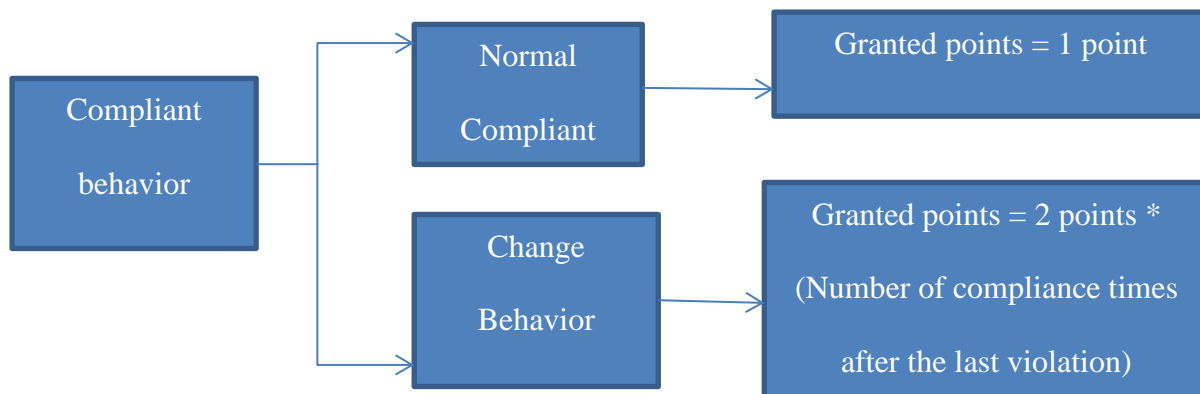 Compliant
behavior
Normal
Compliant
Granted points = 1 point
Change
Behavior
Granted points = 2 points *
(Number of compliance times
after the last violation)